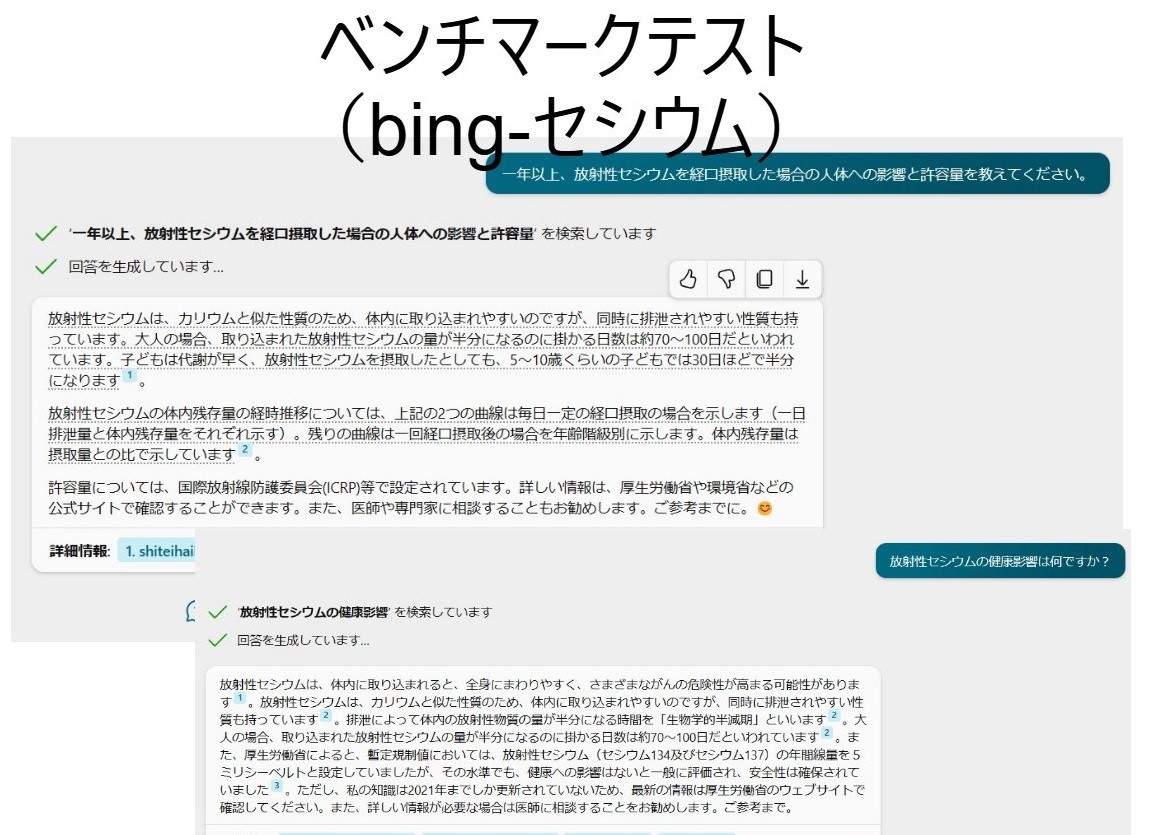 ベンチマークテスト
（bing-セシウム）
一年以上、放射性セシウムを経口摂取した場合の人体への影響と許容量を教えてください。
'一年以上、放射性セシウムを経口摂取した場合の人体への影響と許容量' を検索しています
回答を生成しています...
放射性セシウムは、カリウムと似た性質のため、体内に取り込まれやすいのですが、同時に排泄されやすい性質も持
っています。大人の場合、取り込まれた放射性セシウムの量が半分になるのに掛かる日数は約70～100日だといわれ
ています。子どもは代謝が早く、放射性セシウムを摂取したとしても、5～10歳くらいの子どもでは30日ほどで半分
になります 1 。
放射性セシウムの体内残存量の経時推移については、上記の2つの曲線は毎日一定の経口摂取の場合を示します（一日
排泄量と体内残存量をそれぞれ示す）。残りの曲線は一回経口摂取後の場合を年齢階級別に示します。体内残存量は
摂取量との比で示しています 2 。
許容量については、国際放射線防護委員会(ICRP)等で設定されています。詳しい情報は、厚生労働省や環境省などの
公式サイトで確認することができます。また、医師や専門家に相談することもお勧めします。ご参考までに。😊
詳細情報: 1. shiteihai
放射性セシウムの健康影響は何ですか？
'放射性セシウムの健康影響' を検索しています
回答を生成しています...
放射性セシウムは、体内に取り込まれると、全身にまわりやすく、さまざまながんの危険性が高まる可能性がありま
す 1 。放射性セシウムは、カリウムと似た性質のため、体内に取り込まれやすいのですが、同時に排泄されやすい性
質も持っています 2 。排泄によって体内の放射性物質の量が半分になる時間を「生物学的半減期」といいます 2 。大
人の場合、取り込まれた放射性セシウムの量が半分になるのに掛かる日数は約70～100日だといわれています 2 。ま
た、厚生労働省によると、暫定規制値においては、放射性セシウム（セシウム134及びセシウム137）の年間線量を５
ミリシーベルトと設定していましたが、その水準でも、健康への影響はないと一般に評価され、安全性は確保されて
いました 3 。ただし、私の知識は2021年までしか更新されていないため、最新の情報は厚生労働省のウェブサイトで
確認してください。また、詳しい情報が必要な場合は医師に相談することをお勧めします。ご参考まで。